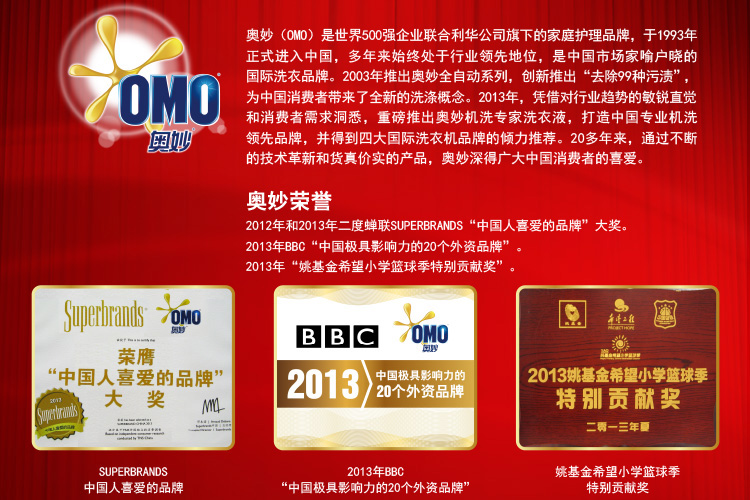 OMO
奥妙
奥妙（OMO）是世界500强企业联合利华公司旗下的家庭护理品牌，于1993年
正式进入中国，多年来始终处于行业领先地位，是中国市场家喻户晓的
国际洗衣品牌。2003年推出奥妙全自动系列，创新推出“去除99种污渍”，
为中国消费者带来了全新的洗涤概念。2013年，凭借对行业趋势的敏锐直觉
和消费者需求洞悉，重磅推出奥妙机洗专家洗衣液，打造中国专业机洗
领先品牌，并得到四大国际洗衣机品牌的倾力推荐。20多年来，通过不断
的技术革新和货真价实的产品，奥妙深得广大中国消费者的喜爱。
奥妙荣誉
2012年和2013年二度蝉联SUPERBRANDS“中国人喜爱的品牌”大奖。
2013年BBC“中国极具影响力的20个外资品牌”。
2013年“姚基金希望小学篮球季特别贡献奖”。
Superbrands
OMO
奥妙
荣膺
“中国人喜爱的品牌”
大 奖
Superbrands
SUPERBRANDS
中国人喜爱的品牌
BBC
OMO
奥妙
2013
中国极具影响力的
20个外资品牌
2013年BBC
“中国极具影响力的20个外资品牌”
PROJECT HOPE
2013姚基金希望小学篮球季
特别贡献奖
二零一三年夏
姚基金希望小学篮球季
特别贡献奖